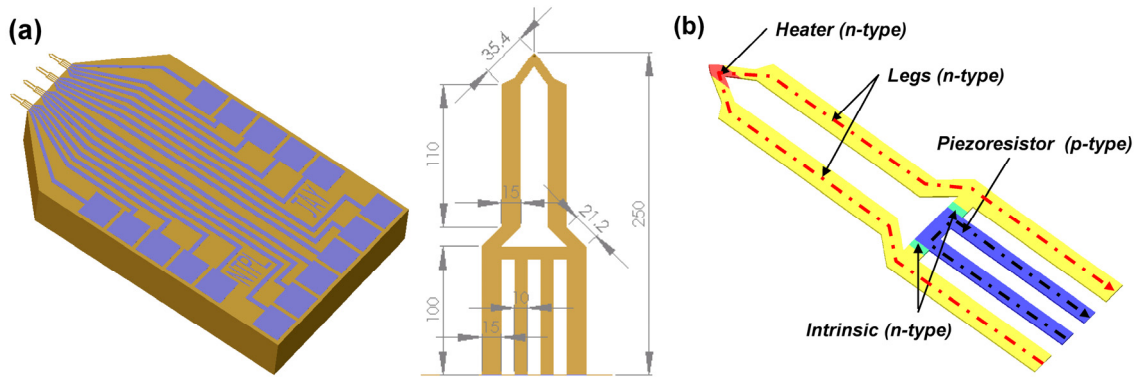 (a)
35.4
110
15
21.2
250
100
10
15
(b)
Heater (n-type)
Legs (n-type)
Piezoresistor (p-type)
Intrinsic (n-type)